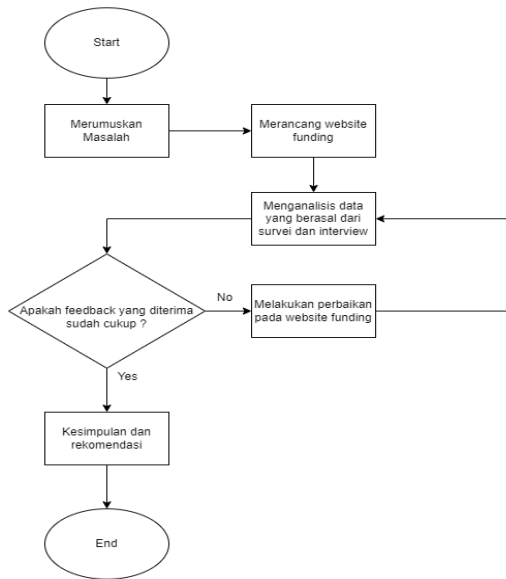 Start
Merumuskan
Masalah
Merancang website
funding
Menganalisis data
yang berasal dari
survei dan interview
Apakah feedback yang diterima
sudah cukup ?
No
Melakukan perbaikan
pada website funding
Yes
Kesimpulan dan
rekomendasi
End